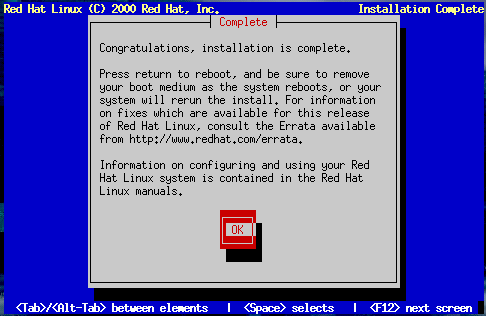 Red Hat Linux (C) 2000 Red Hat, Inc. Installation Complete
Complete
Congratulations, installation is complete.
Press return to reboot, and be sure to remove
your boot medium as the system reboots, or your
system will rerun the install. For information
on fixes which are available for this release
of Red Hat Linux, consult the Errata available
from http://www.redhat.com/errata.
Information on configuring and using your Red
Hat Linux system is contained in the Red Hat
Linux manuals.
OK
<Tab>/<Alt-Tab> between elements | <Space> selects | <F12> next screen